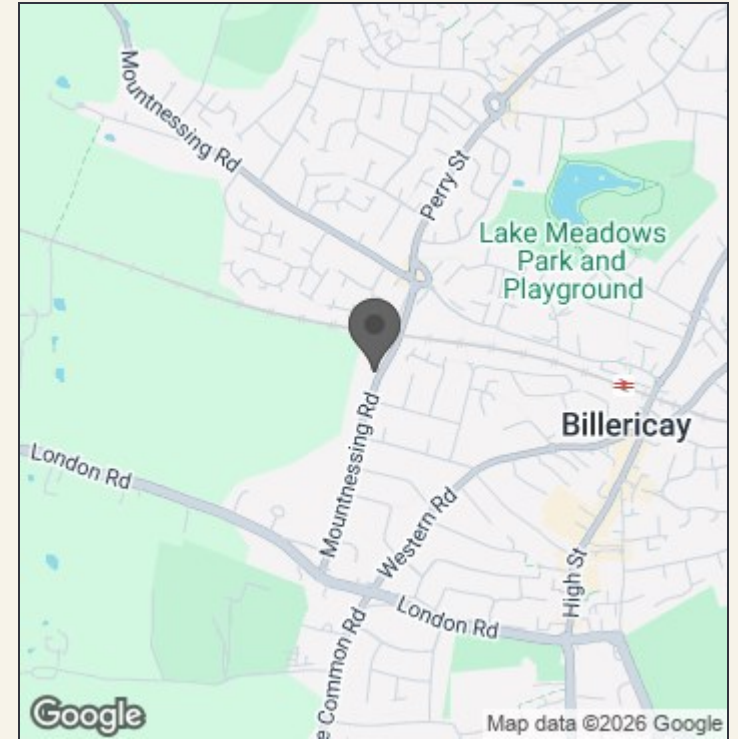 Mountnessing Rd
Perry St
Lake Meadows
Park and
Playground
Billericay
London Rd
Mountnessing Rd
Western Rd
High St
London Rd
e Common Rd
Google
Map data ©2026 Google